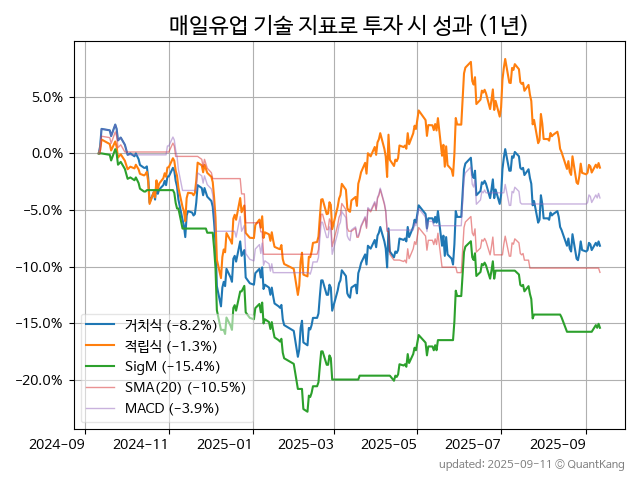 매일유업 기술 지표로 투자 시 성과 (1년)
5.0%
0.0%
−5.0%
−10.0%
−15.0%
−20.0%
거치식 (−8.2%)
적립식 (−1.3%)
SigM (−15.4%)
SMA(20) (−10.5%)
MACD (−3.9%)
2024−09 2024−11 2025−01 2025−03 2025−05 2025−07 2025−09
updated: 2025-09-11 © QuantKang